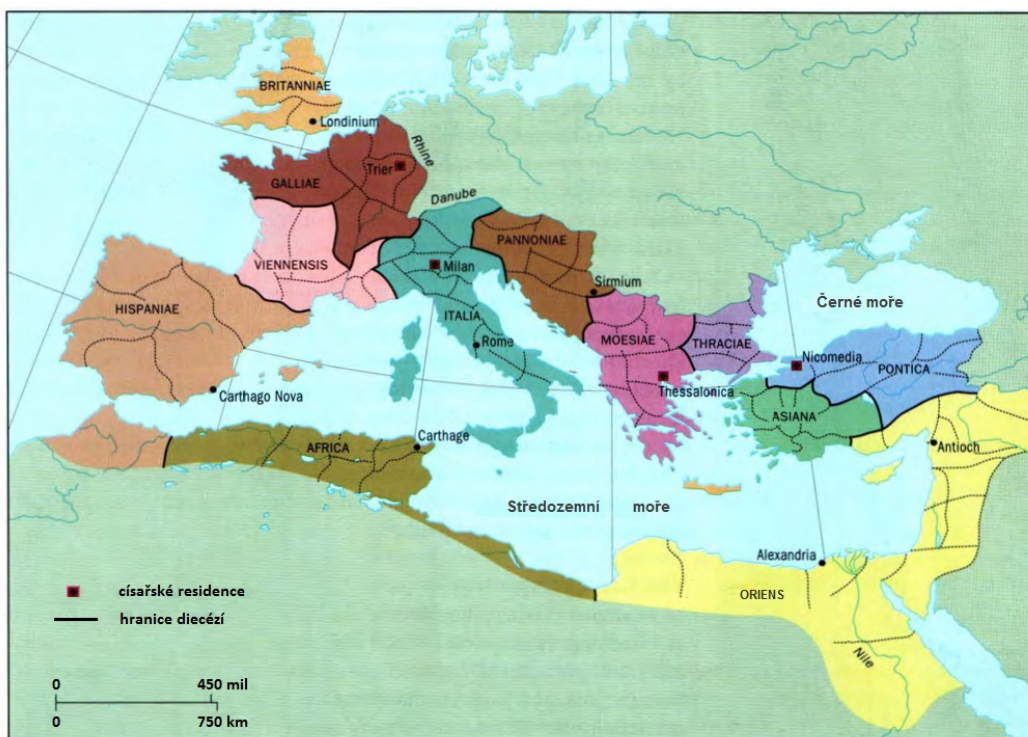 BRITANNIAE
Londinium
Rhine
Trier
GALLIAE
Danube
PANNONIAE
VIENNENSIS
Milan
Sirmium
HISPANIAE
ITALIA
Černé moře
MOESIAE
THRACIAE
Rome
Nicomedia
PONTICA
Carthago Nova
Thessalonica
ASIANA
AFRICA
Carthage
Antioch
Středozemní moře
Alexandria
ORIENS
Nile
císařské residence
hranice diecézí
0 450 mil
0 750 km